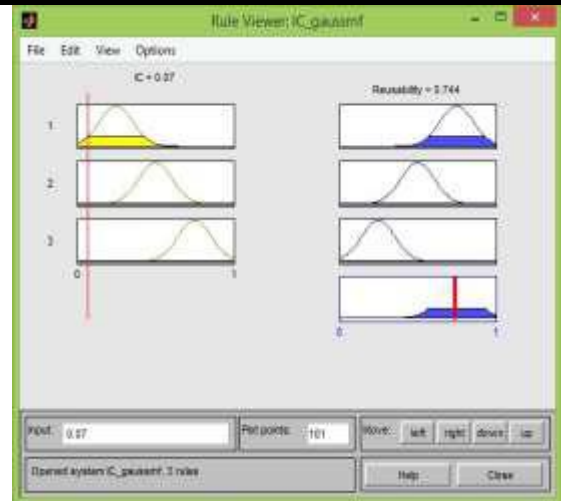 Rule Viewer: IC_gaussmf
File Edit View Options
IC = 0.07
Reusability = 0.744
1
2
3
0
1
0
1
Input: 0.07
Plot points: 101
Move: left right down up
Opened system IC_gaussmf, 3 rules
Help Close